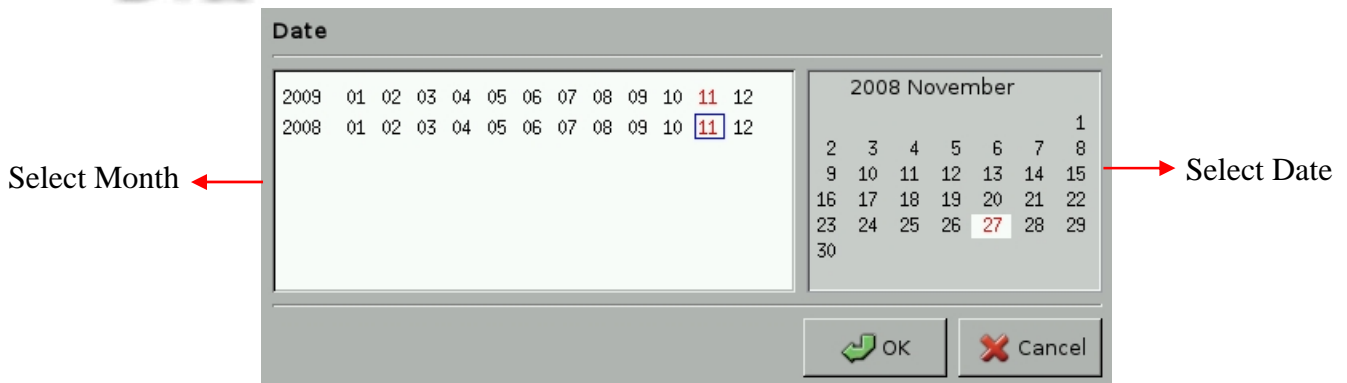 Date
2009 01 02 03 04 05 06 07 08 09 10 11 12
2008 01 02 03 04 05 06 07 08 09 10 11 12
Select Month
2008 November
1
2 3 4 5 6 7 8
9 10 11 12 13 14 15
16 17 18 19 20 21 22
23 24 25 26 27 28 29
30
Select Date
OK
Cancel